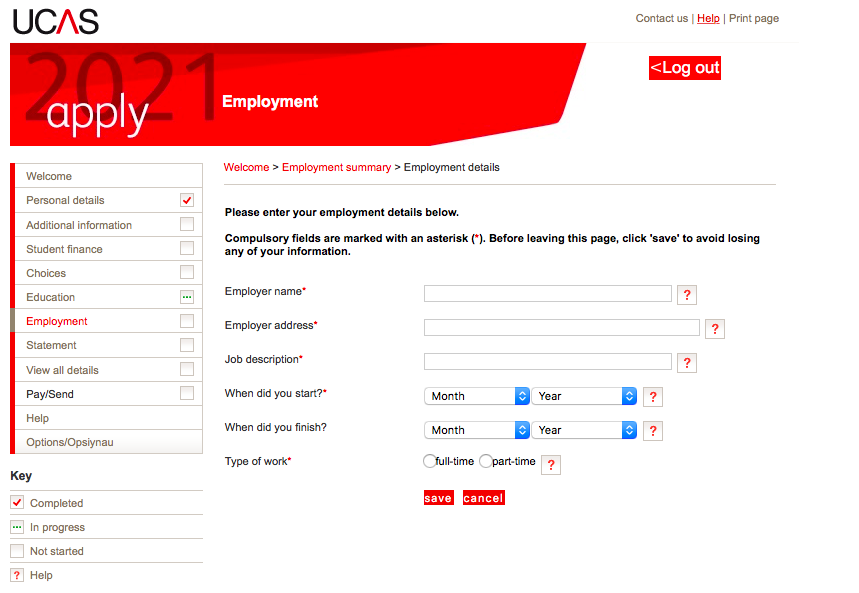 UCAS
Contact us | Help | Print page
2021
apply
Employment
<Log out
Welcome > Employment summary > Employment details
Welcome
Personal details
Additional information
Student finance
Choices
Education
Employment
Statement
View all details
Pay/Send
Help
Options/Opsiynau
Key
Completed
In progress
Not started
? Help
Please enter your employment details below.
Compulsory fields are marked with an asterisk (*). Before leaving this page, click 'save' to avoid losing
any of your information.
Employer name* ?
Employer address* ?
Job description* ?
When did you start?* Month Year ?
When did you finish? Month Year ?
Type of work* full-time part-time ?
save cancel